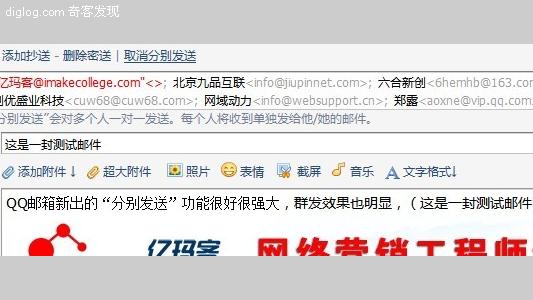 diglog.com 奇客发现
添加抄送 - 删除密送 | 取消分别发送
亿玛客@imakecollege.com"<>; 北京九品互联<info@jiupinnet.com>; 六合新创<6hemhb@163.com
创优盛业科技<cuw68@cuw68.com>; 网域动力<info@websupport.cn>; 郑露<aoxne@vip.qq.com
分别发送”会对多个人一对一发送。每个人将收到单独发给他/她的邮件。
这是一封测试邮件
添加附件↓ 超大附件 照片 表情 截屏 音乐 文字格式↓
QQ邮箱新出的“分别发送”功能很好很强大，群发效果也明显，（这是一封测试邮件
亿玛客 网络营销工程师